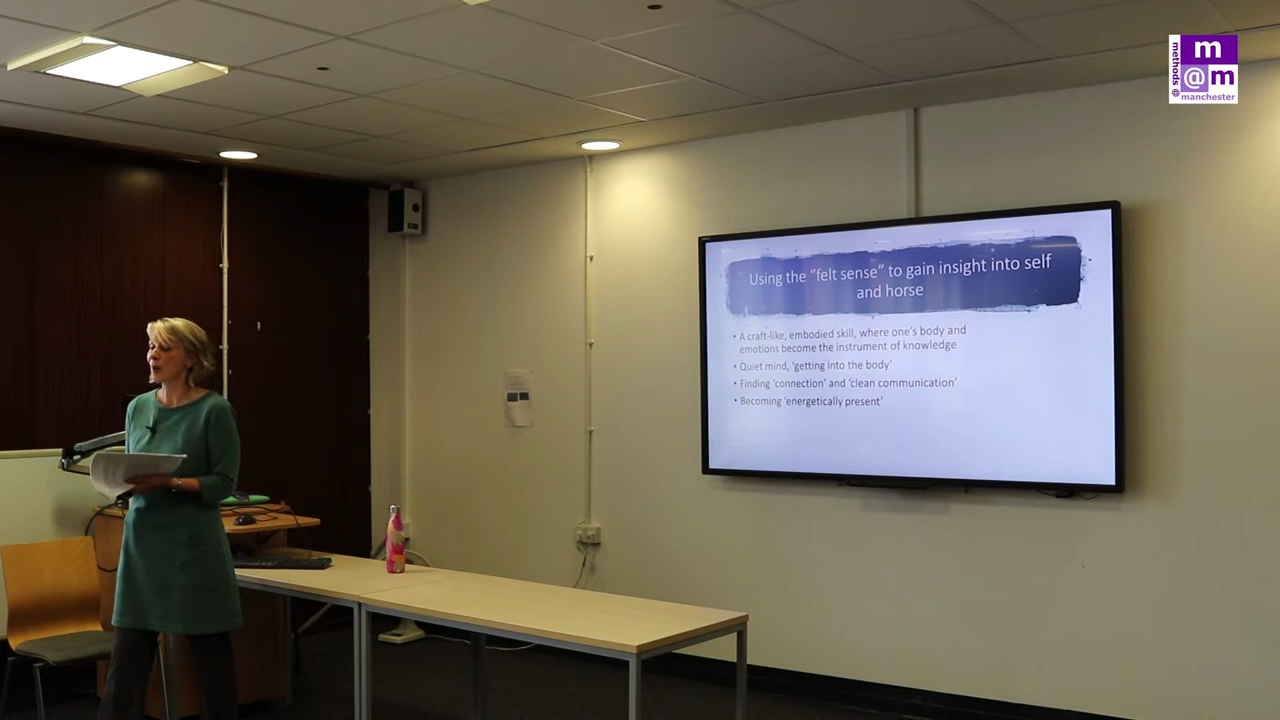 m
@m
methods@
manchester
Using the “felt sense” to gain insight into self
and horse
• A craft-like, embodied skill, where one’s body and
emotions become the instrument of knowledge
• Quiet mind, ‘getting into the body’
• Finding ‘connection’ and ‘clean communication’
• Becoming ‘energetically present’